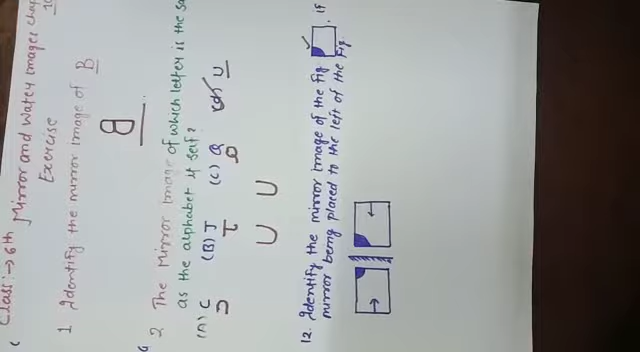 Class:→ 6th Mirror and Water Images
Exercise
1 Identify the mirror image of B
2 The Mirror Image of which letter is the
as the alphabet it self?
(A) C (B) J (C) Q U
U U
12. Identify the mirror image of the fig . if
mirror being placed to the left of the fig.